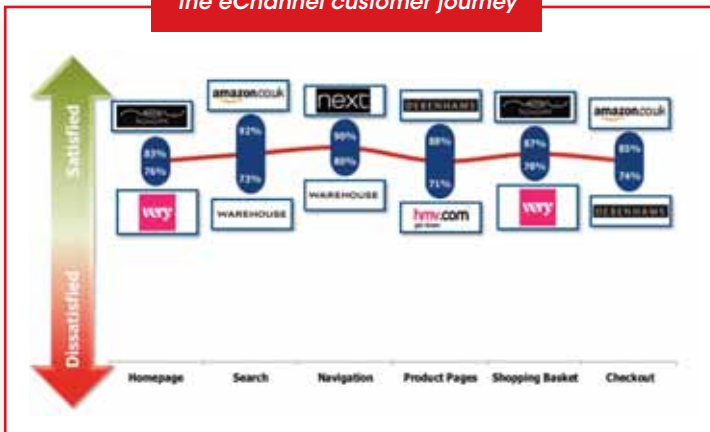 the eChannel customer journey
Satisfied
Dissatisfied
amazon.co.uk
next
DEBENHAMS
amazon.co.uk
83%
76%
92%
73%
90%
80%
88%
71%
87%
70%
85%
74%
very
WAREHOUSE
WAREHOUSE
hmv.com
very
DEBENHAMS
Homepage
Search
Navigation
Product Pages
Shopping Basket
Checkout